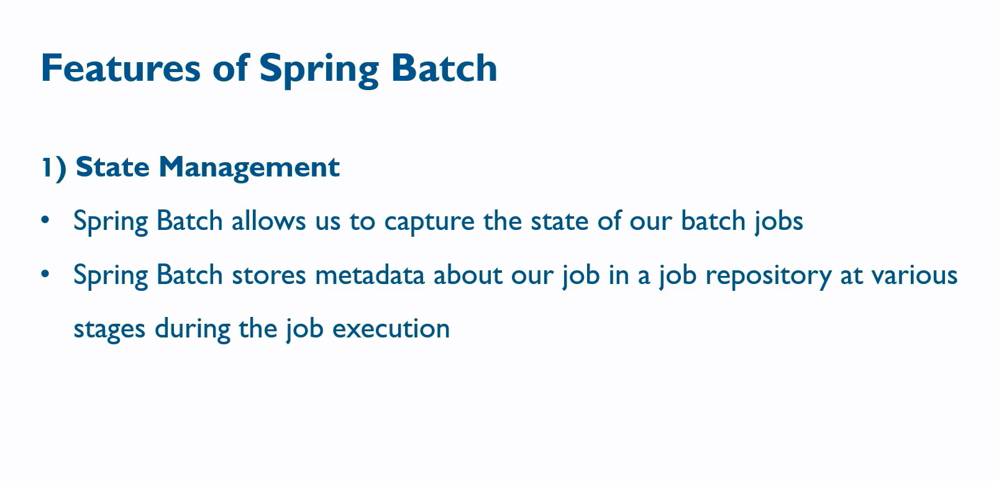 Features of Spring Batch
1) State Management
• Spring Batch allows us to capture the state of our batch jobs
• Spring Batch stores metadata about our job in a job repository at various
stages during the job execution